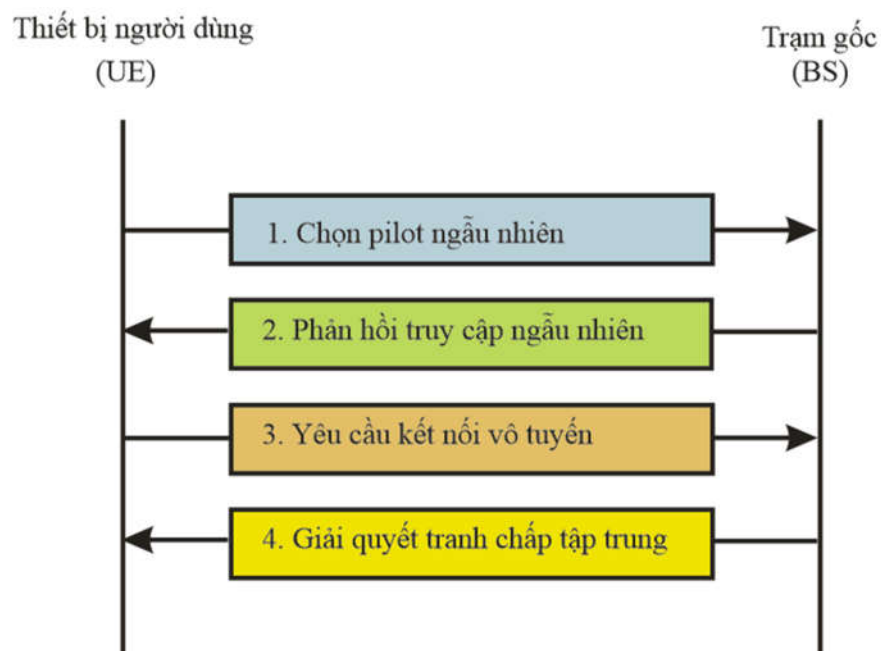 Thiết bị người dùng
(UE)
Trạm gốc
(BS)
1. Chọn pilot ngẫu nhiên
2. Phản hồi truy cập ngẫu nhiên
3. Yêu cầu kết nối vô tuyến
4. Giải quyết tranh chấp tập trung